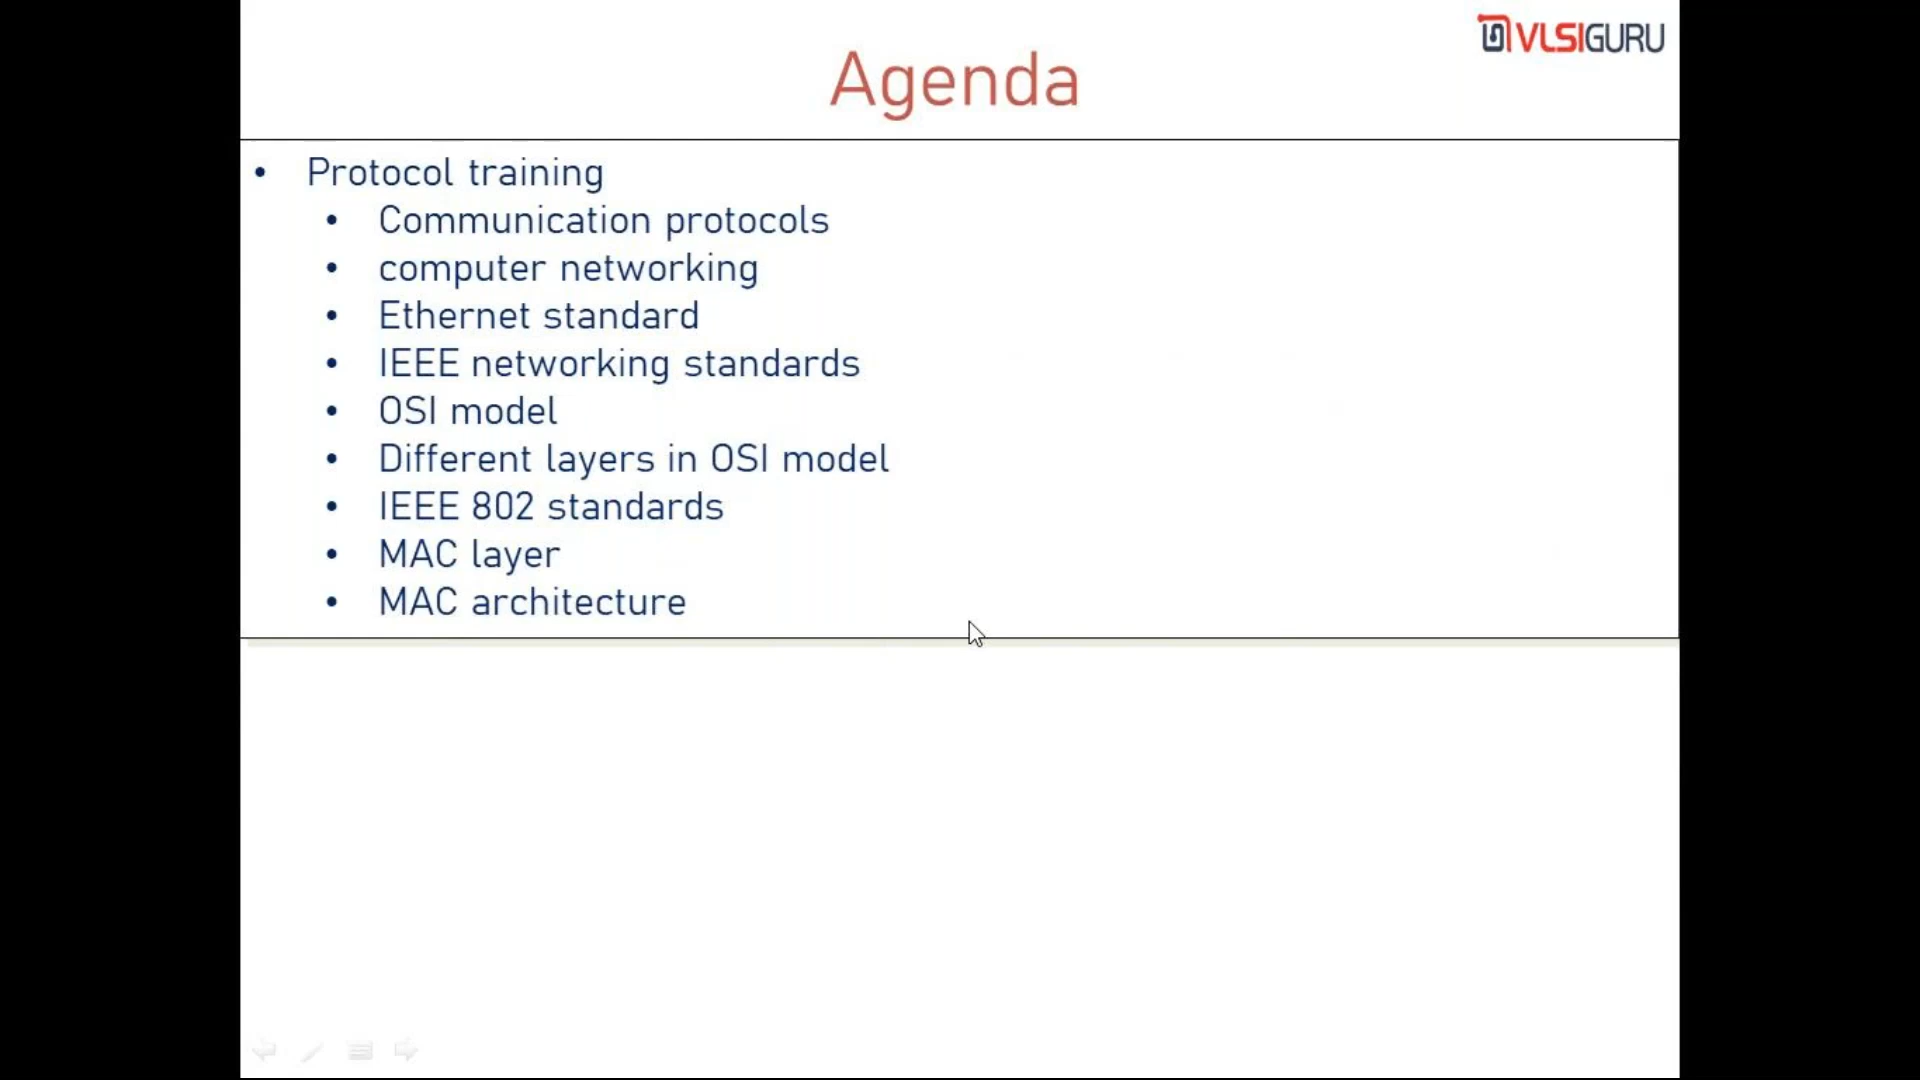 VLSIGURU
Agenda
• Protocol training
• Communication protocols
• computer networking
• Ethernet standard
• IEEE networking standards
• OSI model
• Different layers in OSI model
• IEEE 802 standards
• MAC layer
• MAC architecture